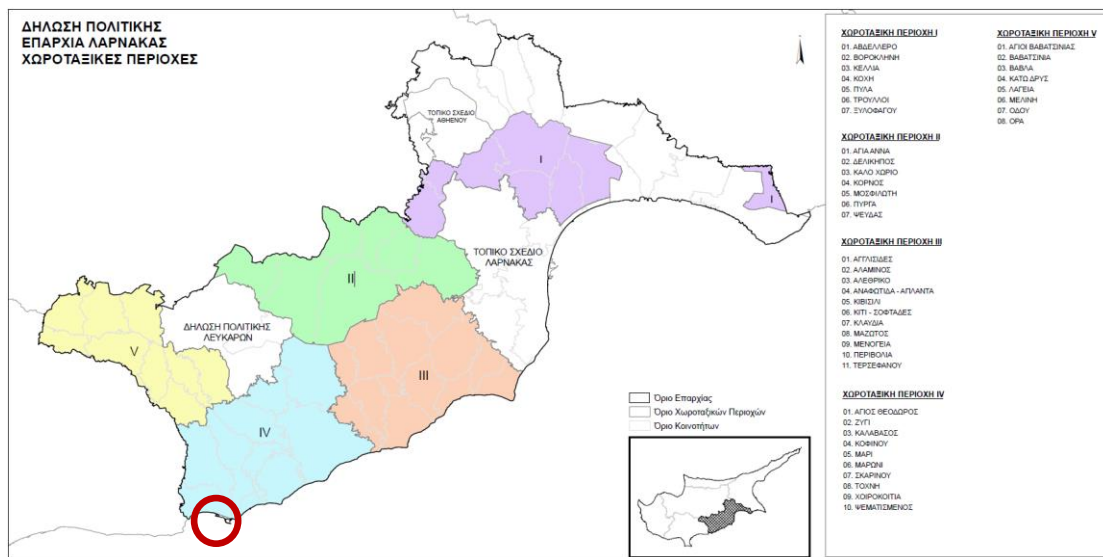 ΔΗΛΩΣΗ ΠΟΛΙΤΙΚΗΣ
ΕΠΑΡΧΙΑ ΛΑΡΝΑΚΑΣ
ΧΩΡΟΤΑΞΙΚΕΣ ΠΕΡΙΟΧΕΣ
ΤΟΠΙΚΟ ΣΧΕΔΙΟ
ΑΘΗΕΝΟΥ
I
I
ΤΟΠΙΚΟ ΣΧΕΔΙΟ
ΛΑΡΝΑΚΑΣ
II
ΔΗΛΩΣΗ ΠΟΛΙΤΙΚΗΣ
ΛΕΥΚΑΡΩΝ
V
III
IV
Όριο Επαρχίας
Όριο Χωροταξικών Περιοχών
Όριο Κοινοτήτων
ΧΩΡΟΤΑΞΙΚΗ ΠΕΡΙΟΧΗ I
01. ΑΒΔΕΛΛΕΡΟ
02. ΒΟΡΟΚΛΗΝΗ
03. ΚΕΛΛΙΑ
04. ΚΟΧΗ
05. ΠΥΛΑ
06. ΤΡΟΥΛΛΟΙ
07. ΞΥΛΟΦΑΓΟΥ
ΧΩΡΟΤΑΞΙΚΗ ΠΕΡΙΟΧΗ II
01. ΑΓΙΑ ΑΝΝΑ
02. ΔΕΛΙΚΗΠΟΣ
03. ΚΑΛΟ ΧΩΡΙΟ
04. ΚΟΡΝΟΣ
05. ΜΟΣΦΙΛΩΤΗ
06. ΠΥΡΓΑ
07. ΨΕΥΔΑΣ
ΧΩΡΟΤΑΞΙΚΗ ΠΕΡΙΟΧΗ III
01. ΑΓΓΛΙΣΙΔΕΣ
02. ΑΛΑΜΙΝΟΣ
03. ΑΛΕΘΡΙΚΟ
04. ΑΝΑΦΩΤΙΔΑ - ΑΠΛΑΝΤΑ
05. ΚΙΒΙΣΙΛΙ
06. ΚΙΤΙ - ΣΟΦΤΑΔΕΣ
07. ΚΛΑΥΔΙΑ
08. ΜΑΖΩΤΟΣ
09. ΜΕΝΟΓΕΙΑ
10. ΠΕΡΙΒΟΛΙΑ
11. ΤΕΡΣΕΦΑΝΟΥ
ΧΩΡΟΤΑΞΙΚΗ ΠΕΡΙΟΧΗ IV
01. ΑΓΙΟΣ ΘΕΟΔΩΡΟΣ
02. ΖΥΓΙ
03. ΚΑΛΑΒΑΣΟΣ
04. ΚΟΦΙΝΟΥ
05. ΜΑΡΙ
06. ΜΑΡΩΝΙ
07. ΣΚΑΡΙΝΟΥ
08. ΤΟΧΝΗ
09. ΧΟΙΡΟΚΟΙΤΙΑ
10. ΨΕΜΑΤΙΣΜΕΝΟΣ
ΧΩΡΟΤΑΞΙΚΗ ΠΕΡΙΟΧΗ V
01. ΑΓΙΟΙ ΒΑΒΑΤΣΙΝΙΑΣ
02. ΒΑΒΑΤΣΙΝΙΑ
03. ΒΑΒΛΑ
04. ΚΑΤΩ ΔΡΥΣ
05. ΛΑΓΕΙΑ
06. ΜΕΛΙΝΗ
07. ΟΔΟΥ
08. ΟΡΑ